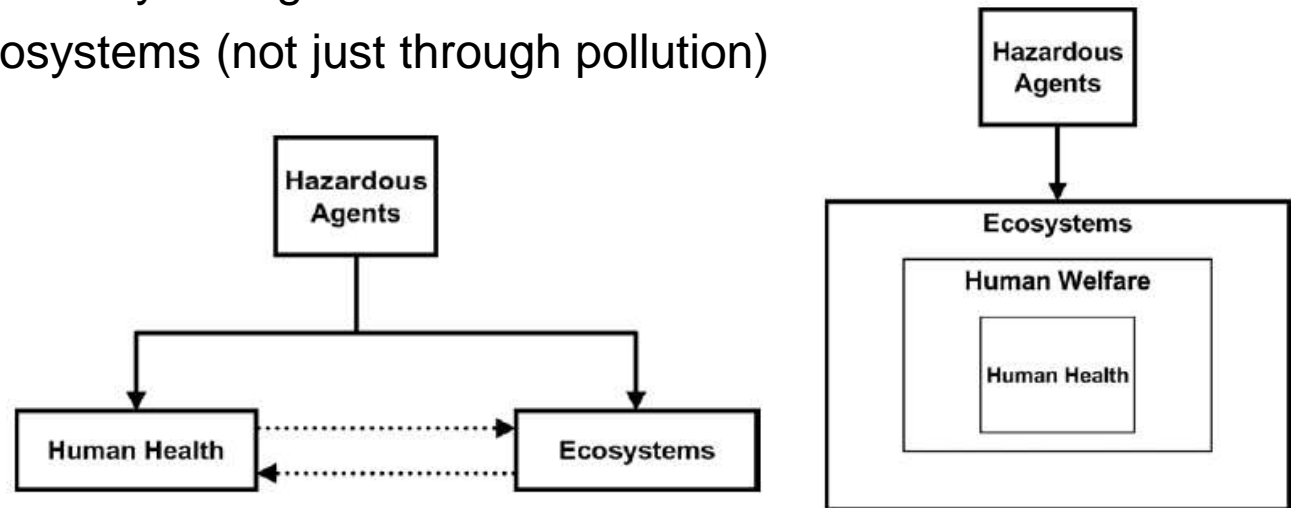 osystems (not just through pollution)
Hazardous
Agents
Human Health
Ecosystems
Hazardous
Agents
Ecosystems
Human Welfare
Human Health